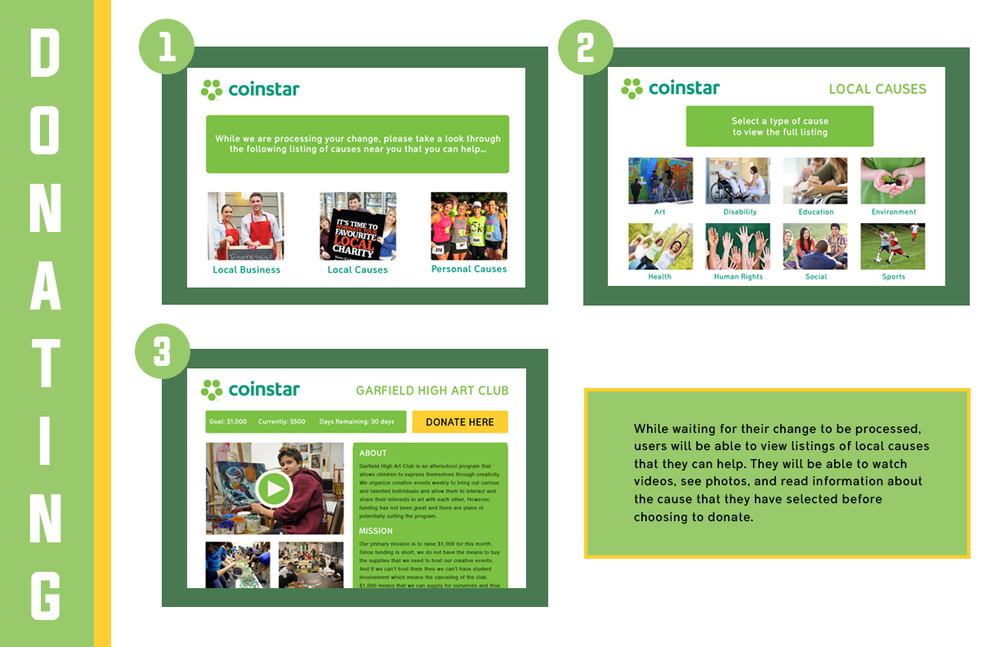 DONATING
1
coinstar
While we are processing your change, please take a look through
the following listing of causes near you that you can help...
IT'S TIME TO
FAVOURITE
LOCAL
CHARITY
Local Business
Local Causes
Personal Causes
2
coinstar
LOCAL CAUSES
Select a type of cause
to view the full listing
Art
Disability
Education
Environment
Health
Human Rights
Social
Sports
3
coinstar
GARFIELD HIGH ART CLUB
Goal: $1,000
Currently: $500
Days Remaining: 30 days
DONATE HERE
ABOUT
Garfield High Art Club is an afterschool program that
allows children to express themselves through creativity.
We organize creative events weekly to bring out curious
and talented individuals and allow them to interact and
share their interests in art with each other. However,
funding has not been great and there are plans of
potentially cutting the program.
MISSION
Our primary mission is to raise $1,000 for this month.
Since funding is short, we do not have the means to buy
the supplies that we need to host our creative events.
And if we can't host them then we can't have student
involvement which means the canceling of the club.
$1,000 means that we can supply for ourselves and thus
While waiting for their change to be processed,
users will be able to view listings of local causes
that they can help. They will be able to watch
videos, see photos, and read information about
the cause that they have selected before
choosing to donate.